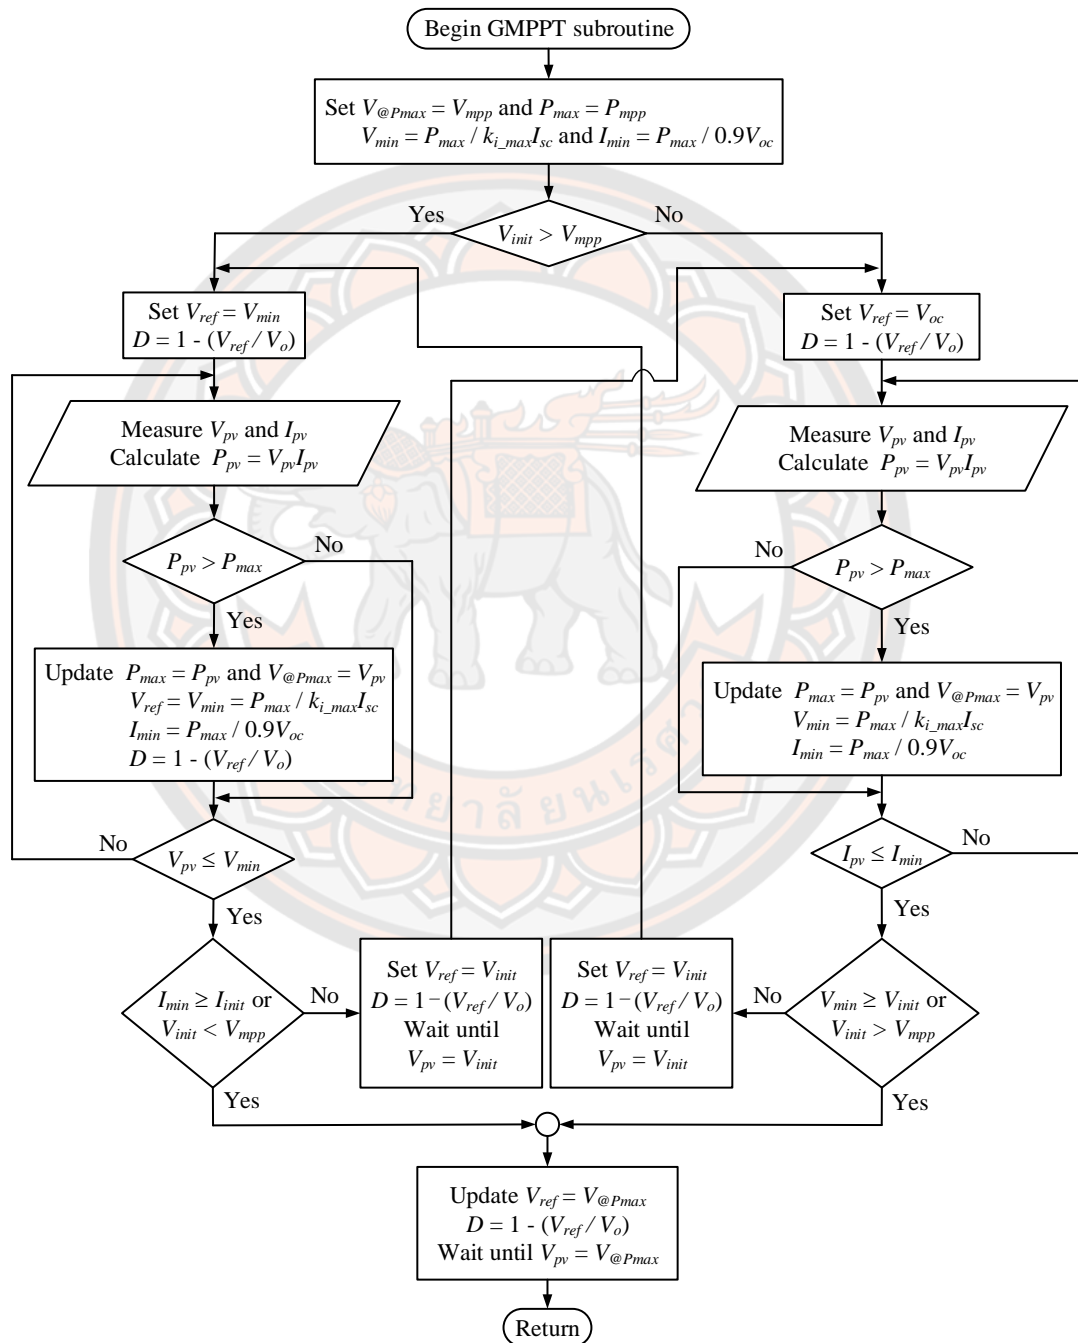 Begin GMPPT subroutine
Set V@Pmax = Vmpp and Pmax = Pmpp
Vmin = Pmax / ki_maxIsc and Imin = Pmax / 0.9Voc
Yes
No
Vinit > Vmpp
Set Vref = Vmin
D = 1 - (Vref / Vo)
Set Vref = Voc
D = 1 - (Vref / Vo)
Measure Vpv and Ipv
Calculate Ppv = VpvIpv
Measure Vpv and Ipv
Calculate Ppv = VpvIpv
Ppv > Pmax
No
Yes
No
Ppv > Pmax
Yes
Update Pmax = Ppv and V@Pmax = Vpv
Vref = Vmin = Pmax / ki_maxIsc
Imin = Pmax / 0.9Voc
D = 1 - (Vref / Vo)
Update Pmax = Ppv and V@Pmax = Vpv
Vmin = Pmax / ki_maxIsc
Imin = Pmax / 0.9Voc
No
Vpv ≤ Vmin
Yes
Ipv ≤ Imin
No
Yes
Imin ≥ Iinit or
Vinit < Vmpp
No
Yes
Set Vref = Vinit
D = 1 - (Vref / Vo)
Wait until
Vpv = Vinit
Set Vref = Vinit
D = 1 - (Vref / Vo)
Wait until
Vpv = Vinit
No
Vmin ≥ Vinit or
Vinit > Vmpp
Yes
Update Vref = V@Pmax
D = 1 - (Vref / Vo)
Wait until Vpv = V@Pmax
Return